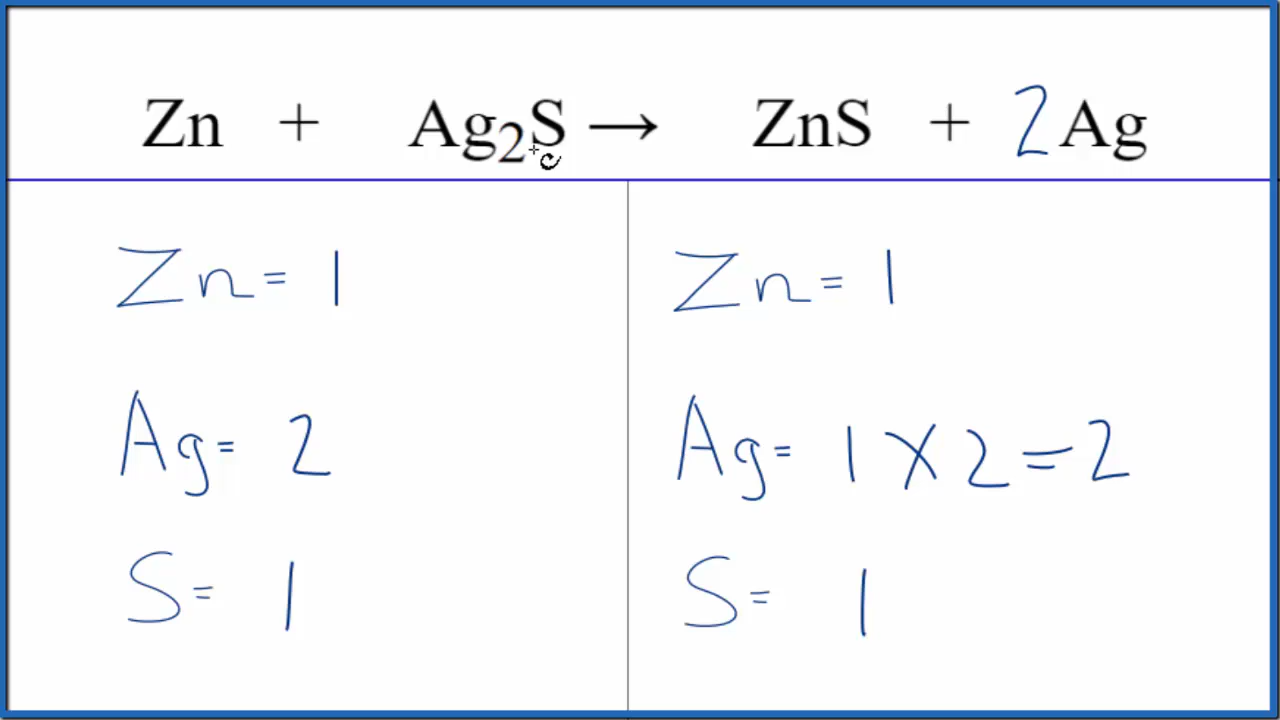 Zn + Ag₂S → ZnS + 2Ag
Zn = 1
Zn = 1
Ag = 2
Ag = 1 X 2 = 2
S = 1
S = 1